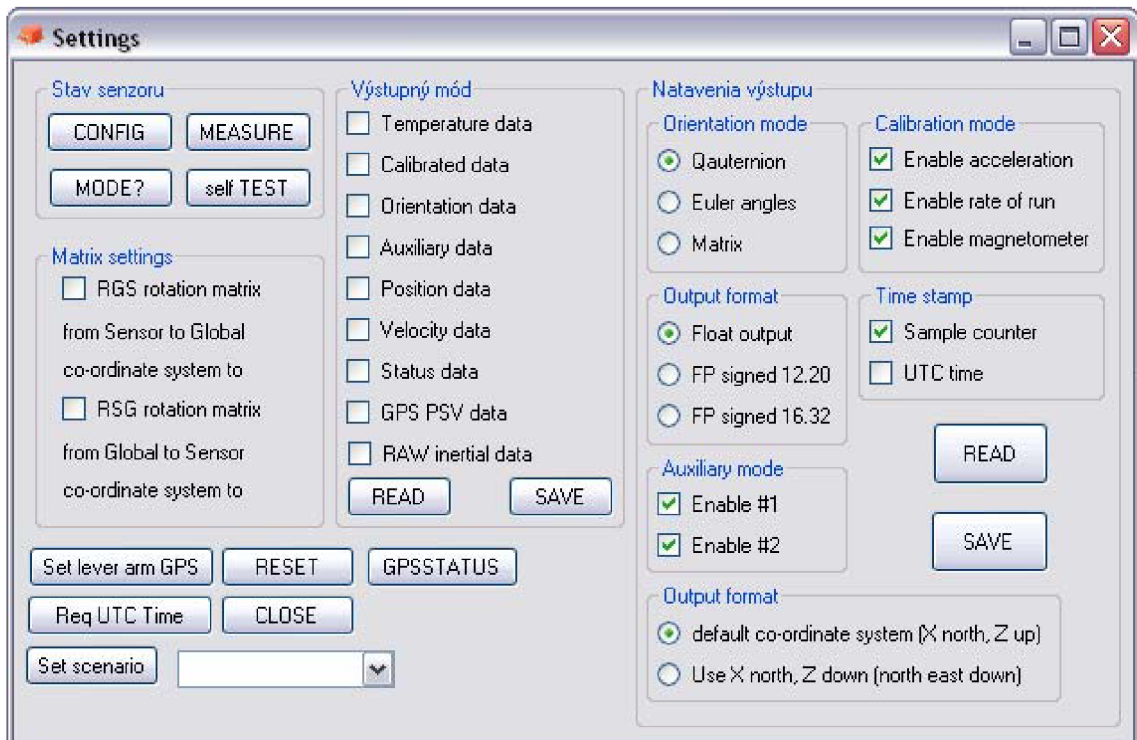 Settings
Stav senzoru
CONFIG
MEASURE
MODE?
self TEST
Matrix settings
RGS rotation matrix
from Sensor to Global
co-ordinate system to
RSG rotation matrix
from Global to Sensor
co-ordinate system to
Výstupný mód
Temperature data
Calibrated data
Orientation data
Auxiliary data
Position data
Velocity data
Status data
GPS PSV data
RAW inertial data
READ
SAVE
Natavenia výstupu
Orientation mode
Qauternion
Euler angles
Matrix
Calibration mode
Enable acceleration
Enable rate of run
Enable magnetometer
Output format
Float output
FP signed 12.20
FP signed 16.32
Time stamp
Sample counter
UTC time
Auxiliary mode
Enable #1
Enable #2
READ
SAVE
Output format
default co-ordinate system (X north, Z up)
Use X north, Z down (north east down)
Set lever arm GPS
RESET
GPSSTATUS
Req UTC Time
CLOSE
Set scenario